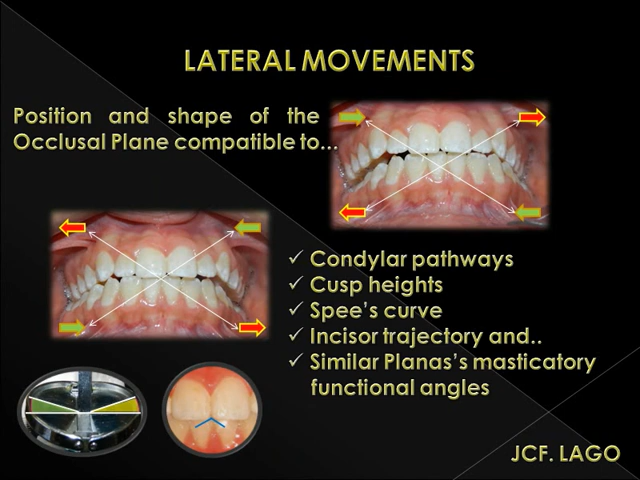 LATERAL MOVEMENTS
Position and shape of the
Occlusal Plane compatible to...
✓ Condylar pathways
✓ Cusp heights
✓ Spee's curve
✓ Incisor trajectory and..
✓ Similar Planas's masticatory
functional angles
JCF. LAGO